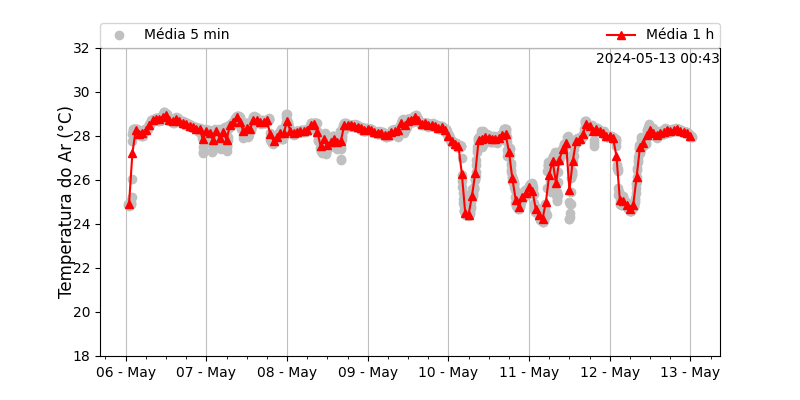 Média 5 min
Média 1 h
2024-05-13 00:43
Temperatura do Ar (°C)
32
30
28
26
24
22
20
18
06 - May
07 - May
08 - May
09 - May
10 - May
11 - May
12 - May
13 - May